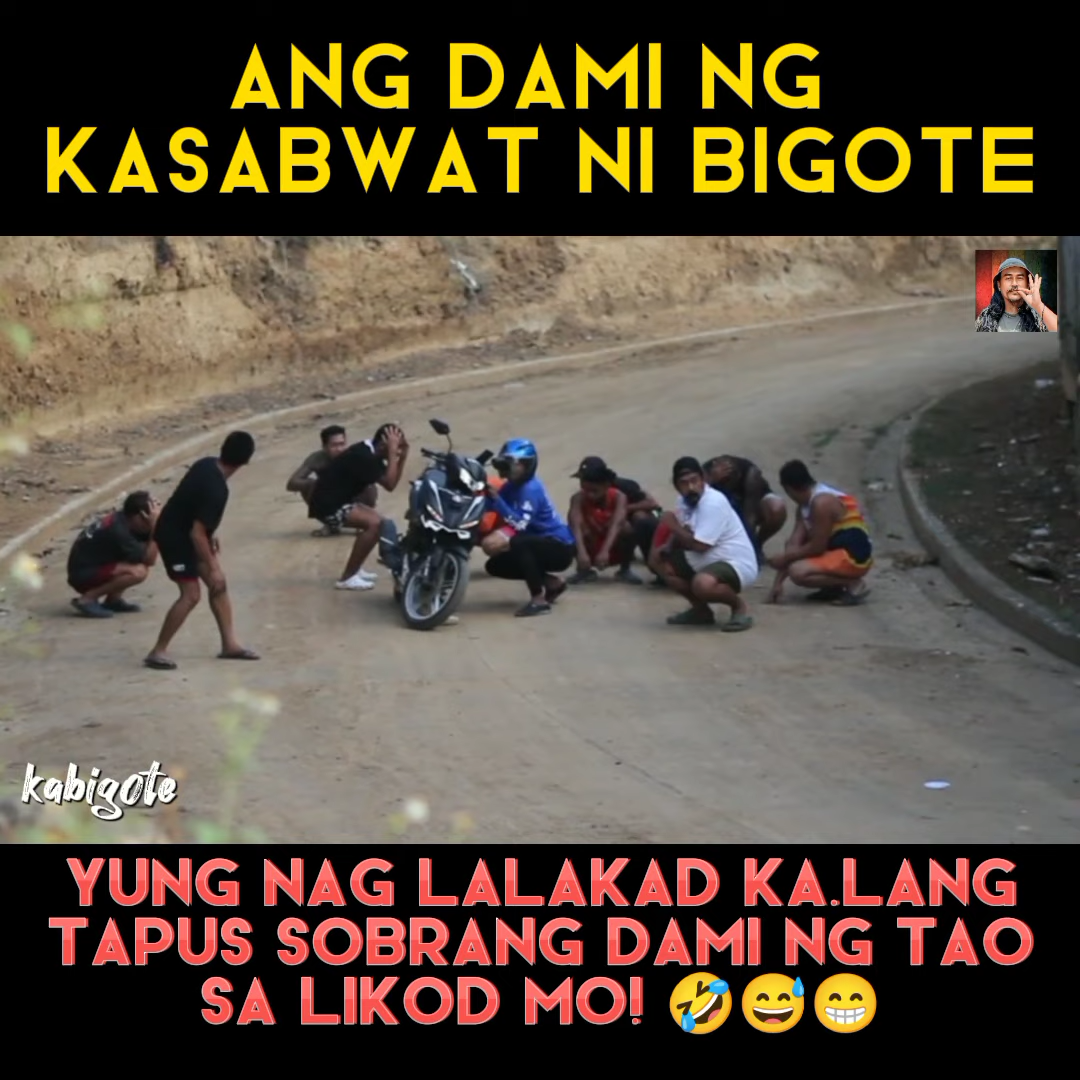 ANG DAMI NG
KASABWAT NI BIGOTE
kabigote
YUNG NAG LALAKAD KA.LANG
TAPUS SOBRANG DAMI NG TAO
SA LIKOD MO! 🤣😅😁